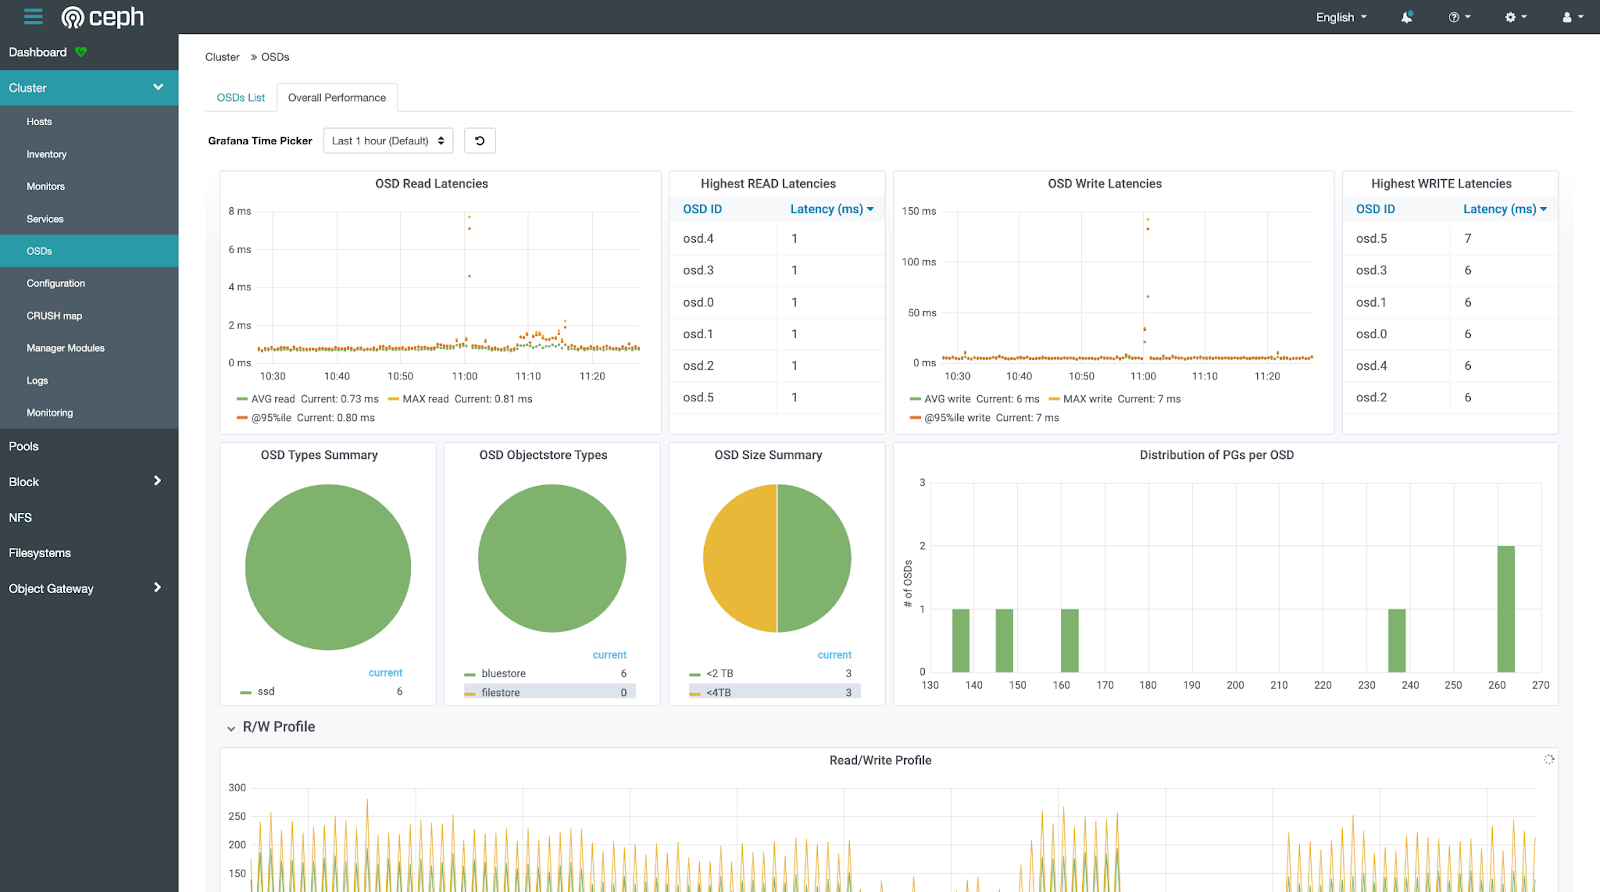 ceph
English
Dashboard
Cluster
Hosts
Inventory
Monitors
Services
OSDs
Configuration
CRUSH map
Manager Modules
Logs
Monitoring
Pools
Block
NFS
Filesystems
Object Gateway
Cluster » OSDs
OSDs List Overall Performance
Grafana Time Picker Last 1 hour (Default)
OSD Read Latencies
8 ms
6 ms
4 ms
2 ms
0 ms
10:30 10:40 10:50 11:00 11:10 11:20
AVG read Current: 0.73 ms MAX read Current: 0.81 ms
@95%ile read Current: 0.80 ms
Highest READ Latencies
OSD ID Latency (ms)
osd.4 1
osd.3 1
osd.0 1
osd.1 1
osd.2 1
osd.5 1
OSD Write Latencies
150 ms
100 ms
50 ms
0 ms
10:30 10:40 10:50 11:00 11:10 11:20
AVG write Current: 6 ms MAX write Current: 7 ms
@95%ile write Current: 7 ms
Highest WRITE Latencies
OSD ID Latency (ms)
osd.5 7
osd.3 6
osd.1 6
osd.0 6
osd.4 6
osd.2 6
OSD Types Summary
current
ssd 6
OSD Objectstore Types
current
bluestore 6
filestore 0
OSD Size Summary
current
<2 TB 3
<4TB 3
Distribution of PGs per OSD
# of OSDs
3
2
1
0
130 140 150 160 170 180 190 200 210 220 230 240 250 260 270
R/W Profile
Read/Write Profile
300
250
200
150